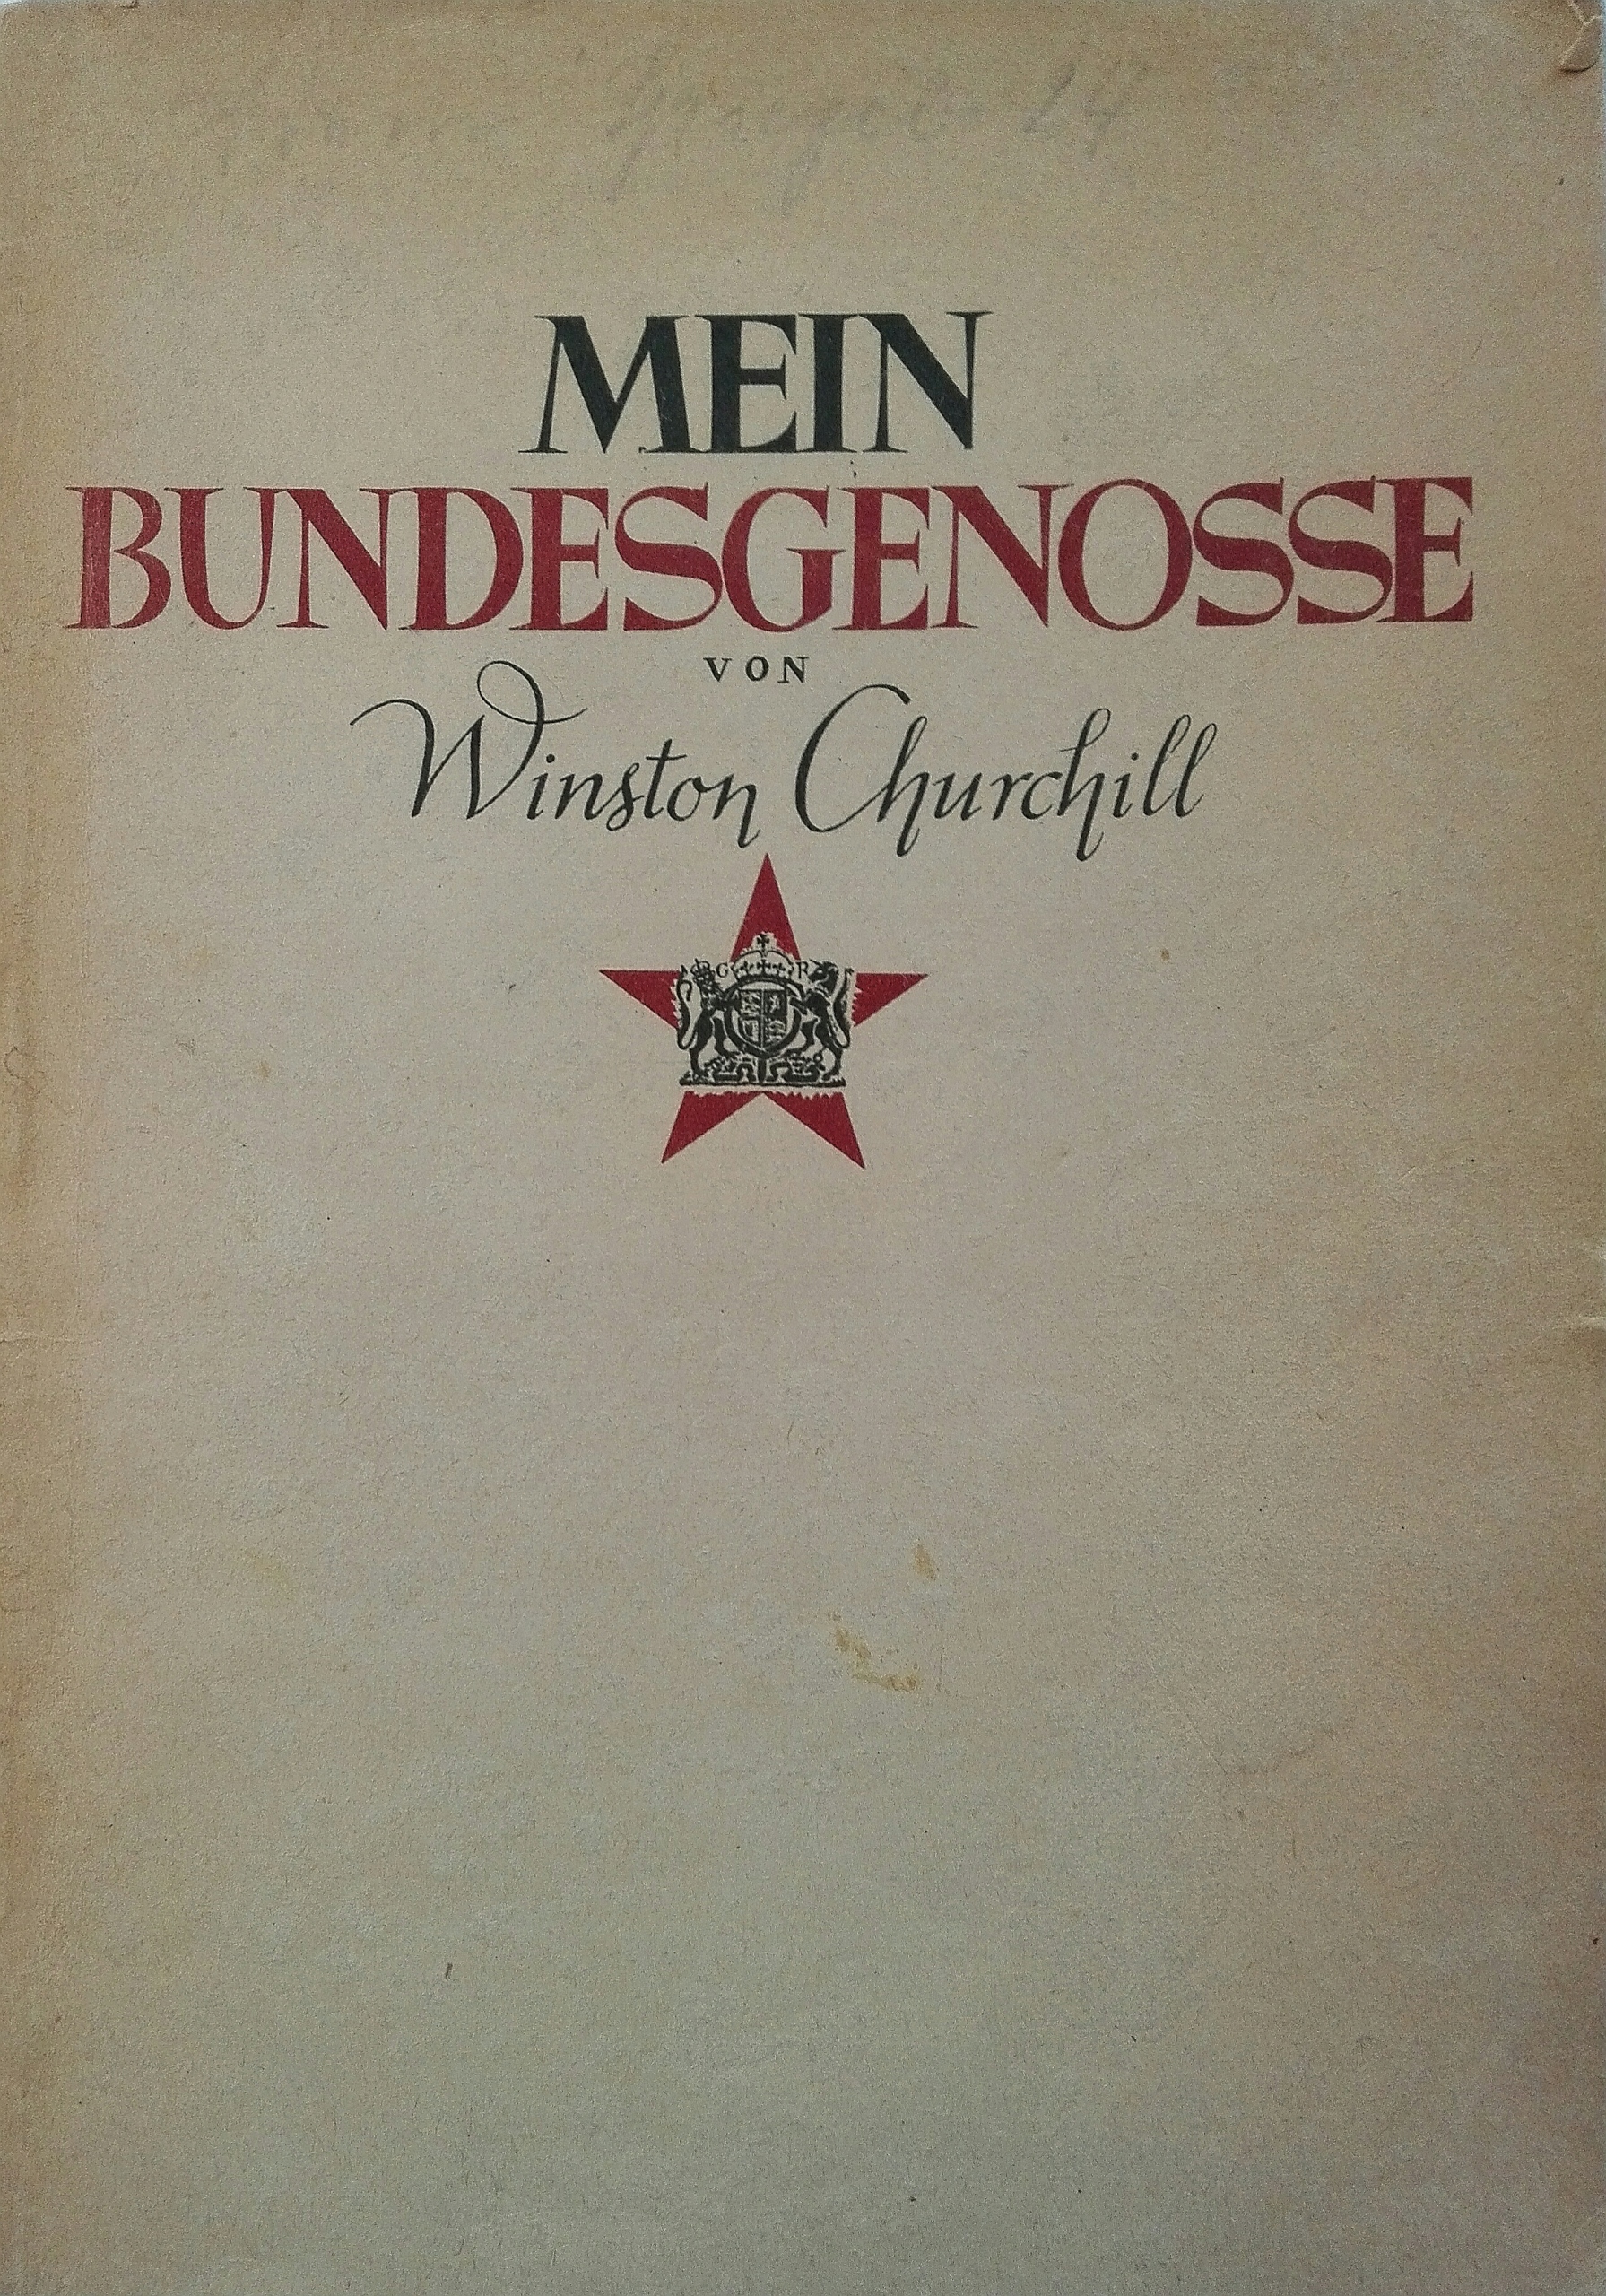 MEIN
BUNDESGENOSSE
VON
Winston Churchill
G R